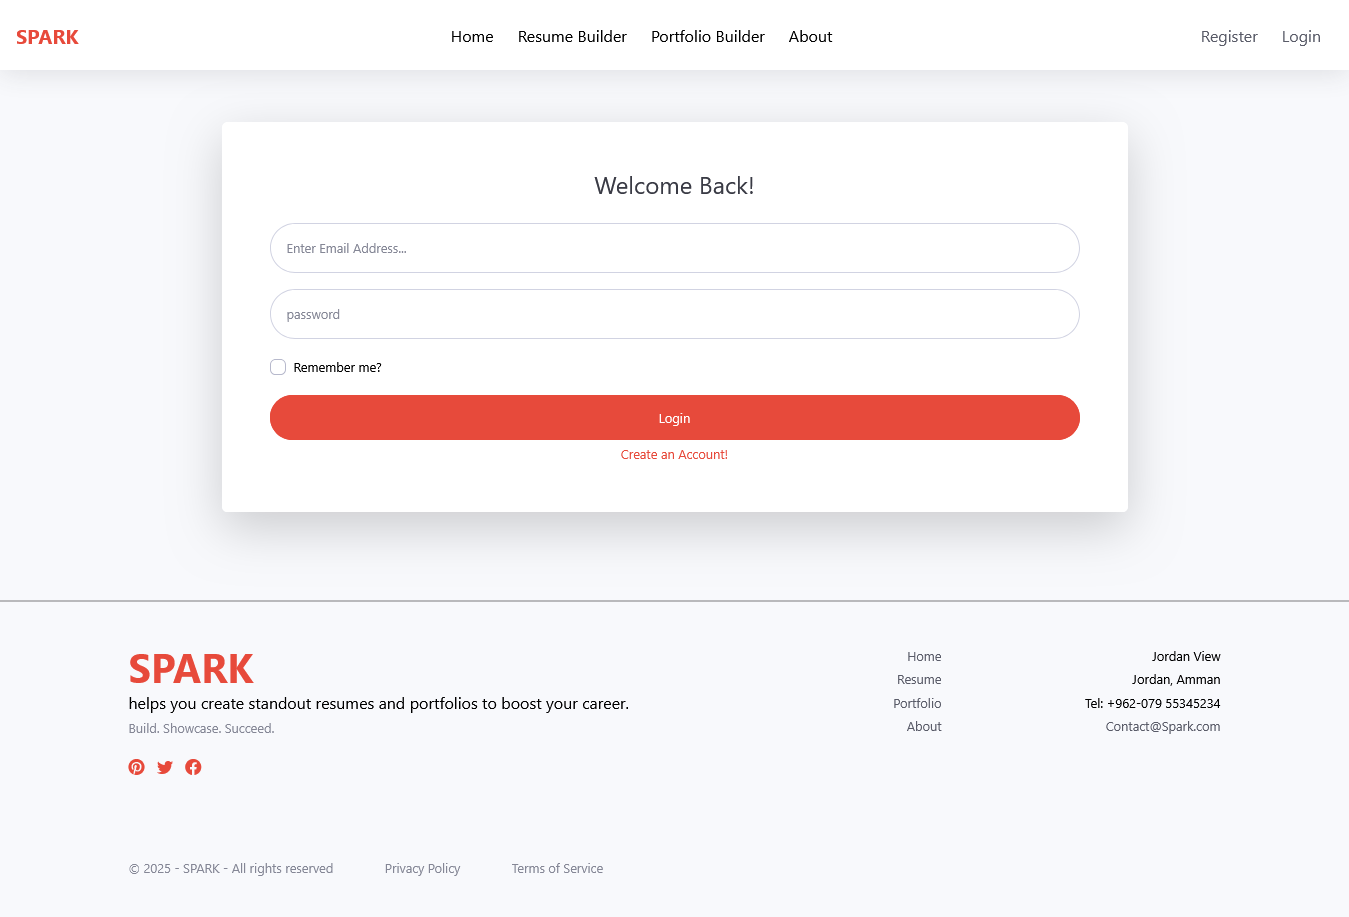 SPARK
Home Resume Builder Portfolio Builder About
Register Login
Welcome Back!
Enter Email Address...
password
Remember me?
Login
Create an Account!
SPARK
helps you create standout resumes and portfolios to boost your career.
Build. Showcase. Succeed.
Home
Resume
Portfolio
About
Jordan View
Jordan, Amman
Tel: +962-079 55345234
Contact@Spark.com
© 2025 - SPARK - All rights reserved Privacy Policy Terms of Service